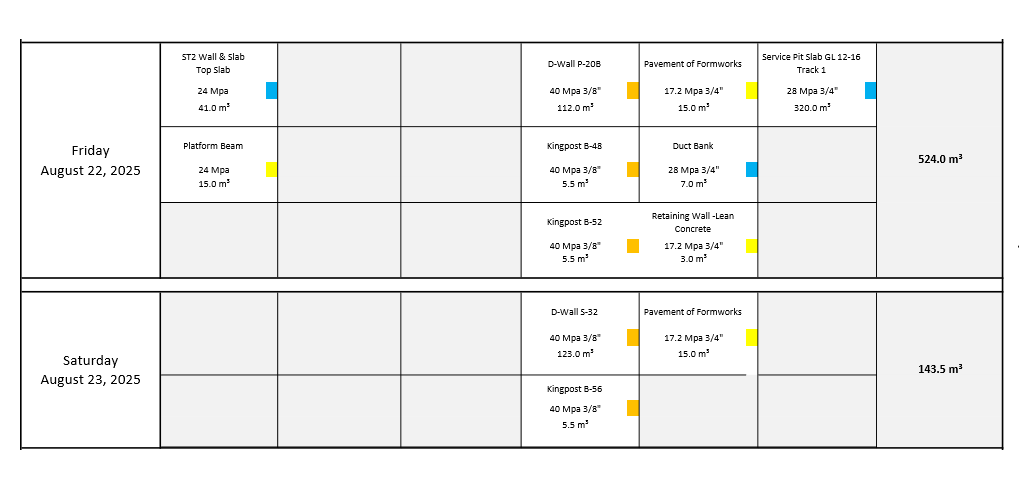 Friday
August 22, 2025
ST2 Wall & Slab
Top Slab
24 Mpa
41.0 m³
D-Wall P-20B
40 Mpa 3/8"
112.0 m³
Pavement of Formworks
17.2 Mpa 3/4"
15.0 m³
Service Pit Slab GL 12-16
Track 1
28 Mpa 3/4"
320.0 m³
524.0 m³
Platform Beam
24 Mpa
15.0 m³
Kingpost B-48
40 Mpa 3/8"
5.5 m³
Duct Bank
28 Mpa 3/4"
7.0 m³
Kingpost B-52
40 Mpa 3/8"
5.5 m³
Retaining Wall -Lean
Concrete
17.2 Mpa 3/4"
3.0 m³
Saturday
August 23, 2025
D-Wall S-32
40 Mpa 3/8"
123.0 m³
Pavement of Formworks
17.2 Mpa 3/4"
15.0 m³
143.5 m³
Kingpost B-56
40 Mpa 3/8"
5.5 m³